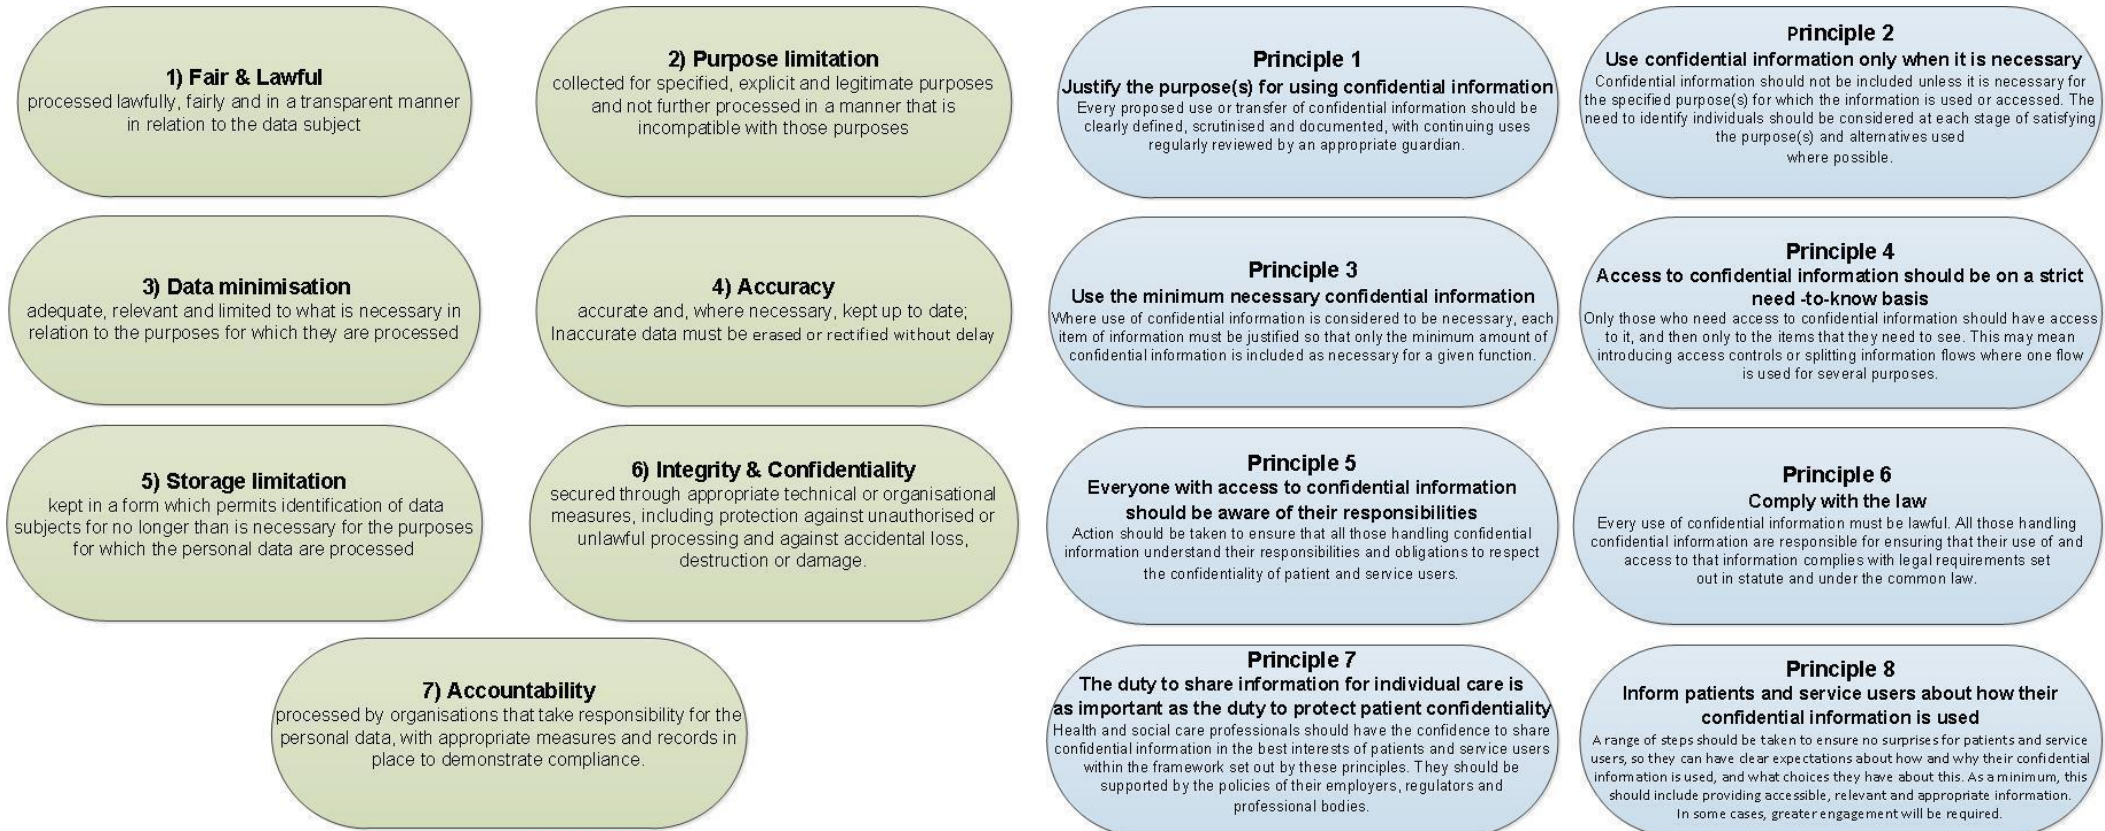 1) Fair & Lawful
processed lawfully, fairly and in a transparent manner
in relation to the data subject
2) Purpose limitation
collected for specified, explicit and legitimate purposes
and not further processed in a manner that is
incompatible with those purposes
3) Data minimisation
adequate, relevant and limited to what is necessary in
relation to the purposes for which they are processed
4) Accuracy
accurate and, where necessary, kept up to date;
Inaccurate data must be erased or rectified without delay
5) Storage limitation
kept in a form which permits identification of data
subjects for no longer than is necessary for the purposes
for which the personal data are processed
6) Integrity & Confidentiality
secured through appropriate technical or organisational
measures, including protection against unauthorised or
unlawful processing and against accidental loss,
destruction or damage.
7) Accountability
processed by organisations that take responsibility for the
personal data, with appropriate measures and records in
place to demonstrate compliance.
Principle 1
Justify the purpose(s) for using confidential information
Every proposed use or transfer of confidential information should be
clearly defined, scrutinised and documented, with continuing uses
regularly reviewed by an appropriate guardian.
Principle 2
Use confidential information only when it is necessary
Confidential information should not be included unless it is necessary for
the specified purpose(s) for which the information is used or accessed. The
need to identify individuals should be considered at each stage of satisfying
the purpose(s) and alternatives used
where possible.
Principle 3
Use the minimum necessary confidential information
Where use of confidential information is considered to be necessary, each
item of information must be justified so that only the minimum amount of
confidential information is included as necessary for a given function.
Principle 4
Access to confidential information should be on a strict
need -to-know basis
Only those who need access to confidential information should have access
to it, and then only to the items that they need to see. This may mean
introducing access controls or splitting information flows where one flow
is used for several purposes.
Principle 5
Everyone with access to confidential information
should be aware of their responsibilities
Action should be taken to ensure that all those handling confidential
information understand their responsibilities and obligations to respect
the confidentiality of patient and service users.
Principle 6
Comply with the law
Every use of confidential information must be lawful. All those handling
confidential information are responsible for ensuring that their use of and
access to that information complies with legal requirements set
out in statute and under the common law.
Principle 7
The duty to share information for individual care is
as important as the duty to protect patient confidentiality
Health and social care professionals should have the confidence to share
confidential information in the best interests of patients and service users
within the framework set out by these principles. They should be
supported by the policies of their employers, regulators and
professional bodies.
Principle 8
Inform patients and service users about how their
confidential information is used
A range of steps should be taken to ensure no surprises for patients and service
users, so they can have clear expectations about how and why their confidential
information is used, and what choices they have about this. As a minimum, this
should include providing accessible, relevant and appropriate information.
In some cases, greater engagement will be required.